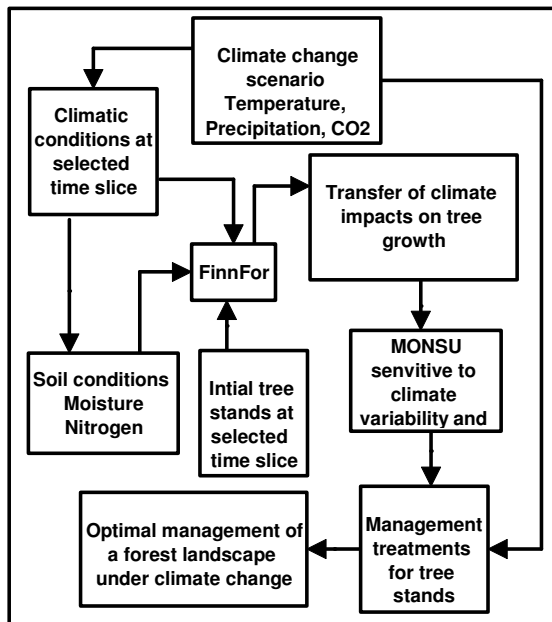 Climate change
scenario
Temperature,
Precipitation, CO2
Climatic
conditions at
selected
time slice
Transfer of climate
impacts on tree
growth
FinnFor
Soil conditions
Moisture
Nitrogen
Intial tree
stands at
selected
time slice
MONSU
senvitive to
climate
variability and
Optimal management of
a forest landscape
under climate change
Management
treatments
for tree
stands